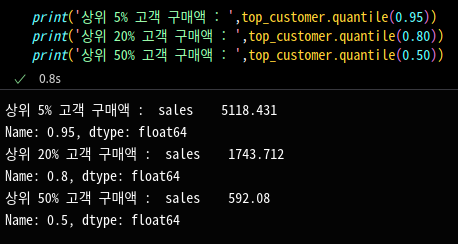 print('상위 5% 고객 구매액 : ',top_customer.quantile(0.95))
print('상위 20% 고객 구매액 : ',top_customer.quantile(0.80))
print('상위 50% 고객 구매액 : ',top_customer.quantile(0.50))
✓ 0.8s
상위 5% 고객 구매액 :  sales    5118.431
Name: 0.95, dtype: float64
상위 20% 고객 구매액 :  sales    1743.712
Name: 0.8, dtype: float64
상위 50% 고객 구매액 :  sales    592.08
Name: 0.5, dtype: float64